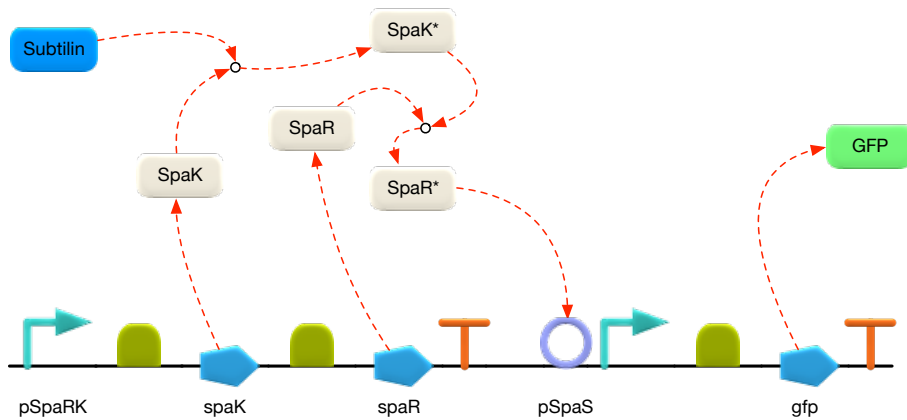 Subtilin
SpaK*
SpaR
GFP
SpaK
SpaR*
pSpaRK
spaK
spaR
pSpaS
gfp